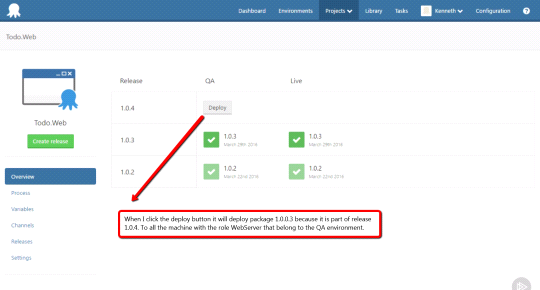 Dashboard Environments Projects Library Tasks Kenneth Configuration ?
Todo.Web
Release QA Live
1.0.4 Deploy
Todo.Web
Create release
1.0.3 1.0.3 1.0.3
March 29th 2016 March 29th 2016
1.0.2 1.0.2 1.0.2
March 22nd 2016 March 22nd 2016
Overview
Process
Variables
Channels
Releases
Settings
When I click the deploy button it will deploy package 1.0.0.3 because it is part of release
1.0.4. To all the machine with the role WebServer that belong to the QA environment.